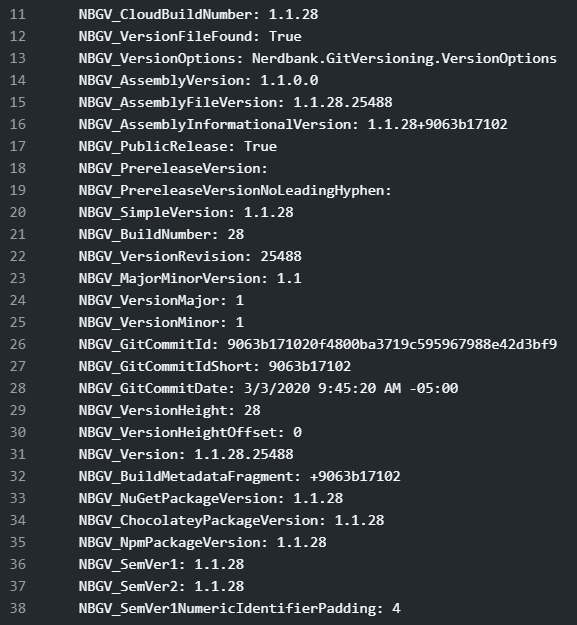 11 NBGV_CloudBuildNumber: 1.1.28
12 NBGV_VersionFileFound: True
13 NBGV_VersionOptions: Nerdbank.GitVersioning.VersionOptions
14 NBGV_AssemblyVersion: 1.1.0.0
15 NBGV_AssemblyFileVersion: 1.1.28.25488
16 NBGV_AssemblyInformationalVersion: 1.1.28+9063b17102
17 NBGV_PublicRelease: True
18 NBGV_PrereleaseVersion:
19 NBGV_PrereleaseVersionNoLeadingHyphen:
20 NBGV_SimpleVersion: 1.1.28
21 NBGV_BuildNumber: 28
22 NBGV_VersionRevision: 25488
23 NBGV_MajorMinorVersion: 1.1
24 NBGV_VersionMajor: 1
25 NBGV_VersionMinor: 1
26 NBGV_GitCommitId: 9063b171020f4800ba3719c595967988e42d3bf9
27 NBGV_GitCommitIdShort: 9063b17102
28 NBGV_GitCommitDate: 3/3/2020 9:45:20 AM -05:00
29 NBGV_VersionHeight: 28
30 NBGV_VersionHeightOffset: 0
31 NBGV_Version: 1.1.28.25488
32 NBGV_BuildMetadataFragment: +9063b17102
33 NBGV_NuGetPackageVersion: 1.1.28
34 NBGV_ChocolateyPackageVersion: 1.1.28
35 NBGV_NpmPackageVersion: 1.1.28
36 NBGV_SemVer1: 1.1.28
37 NBGV_SemVer2: 1.1.28
38 NBGV_SemVer1NumericIdentifierPadding: 4